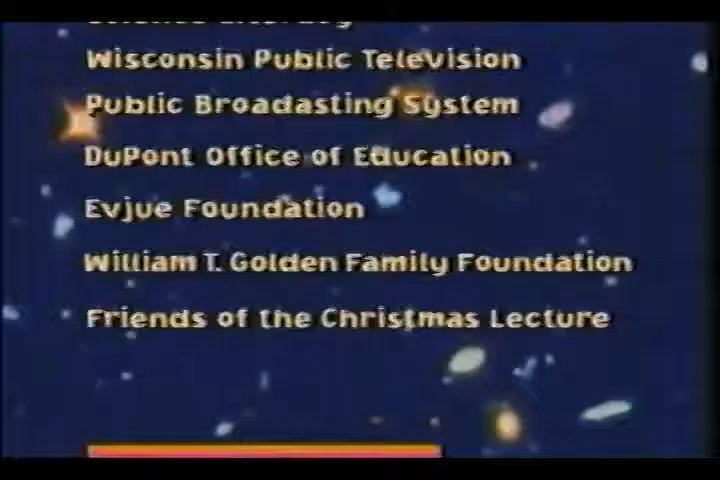 Wisconsin Public Television
Public Broadasting System
DuPont Office of Education
Evjue Foundation
William T. Golden Family Foundation
Friends of the Christmas Lecture